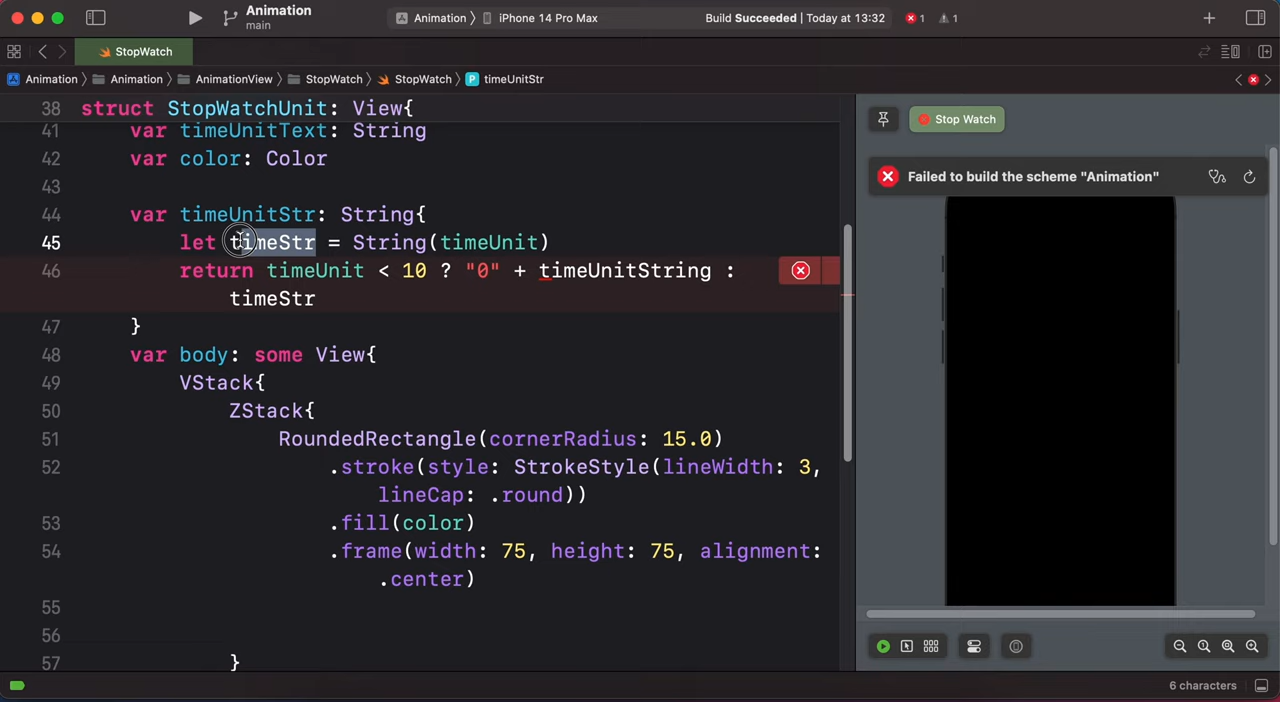 Animation
main
Animation 〉 iPhone 14 Pro Max
Build Succeeded | Today at 13:32
1
1
StopWatch
Animation 〉 Animation 〉 AnimationView 〉 StopWatch 〉 StopWatch 〉 P timeUnitStr
38 struct StopWatchUnit: View{
41 var timeUnitText: String
42 var color: Color
43
44 var timeUnitStr: String{
45 let timeStr = String(timeUnit)
46 return timeUnit < 10 ? "0" + timeUnitString :
timeStr
47 }
48 var body: some View{
49 VStack{
50 ZStack{
51 RoundedRectangle(cornerRadius: 15.0)
52 .stroke(style: StrokeStyle(lineWidth: 3,
lineCap: .round))
53 .fill(color)
54 .frame(width: 75, height: 75, alignment:
.center)
55
56
57 }
Stop Watch
Failed to build the scheme "Animation"
6 characters